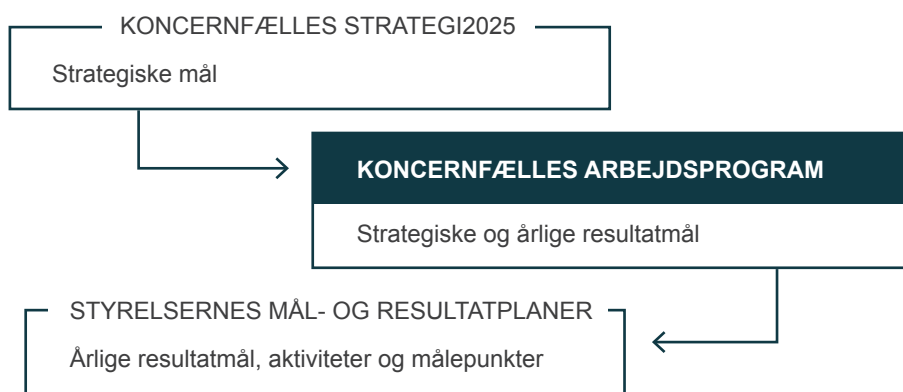 KONCERNFÆLLES STRATEGI2025
Strategiske mål
KONCERNFÆLLES ARBEJDSPROGRAM
Strategiske og årlige resultatmål
STYRELSERNES MÅL- OG RESULTATPLANER
Årlige resultatmål, aktiviteter og målepunkter